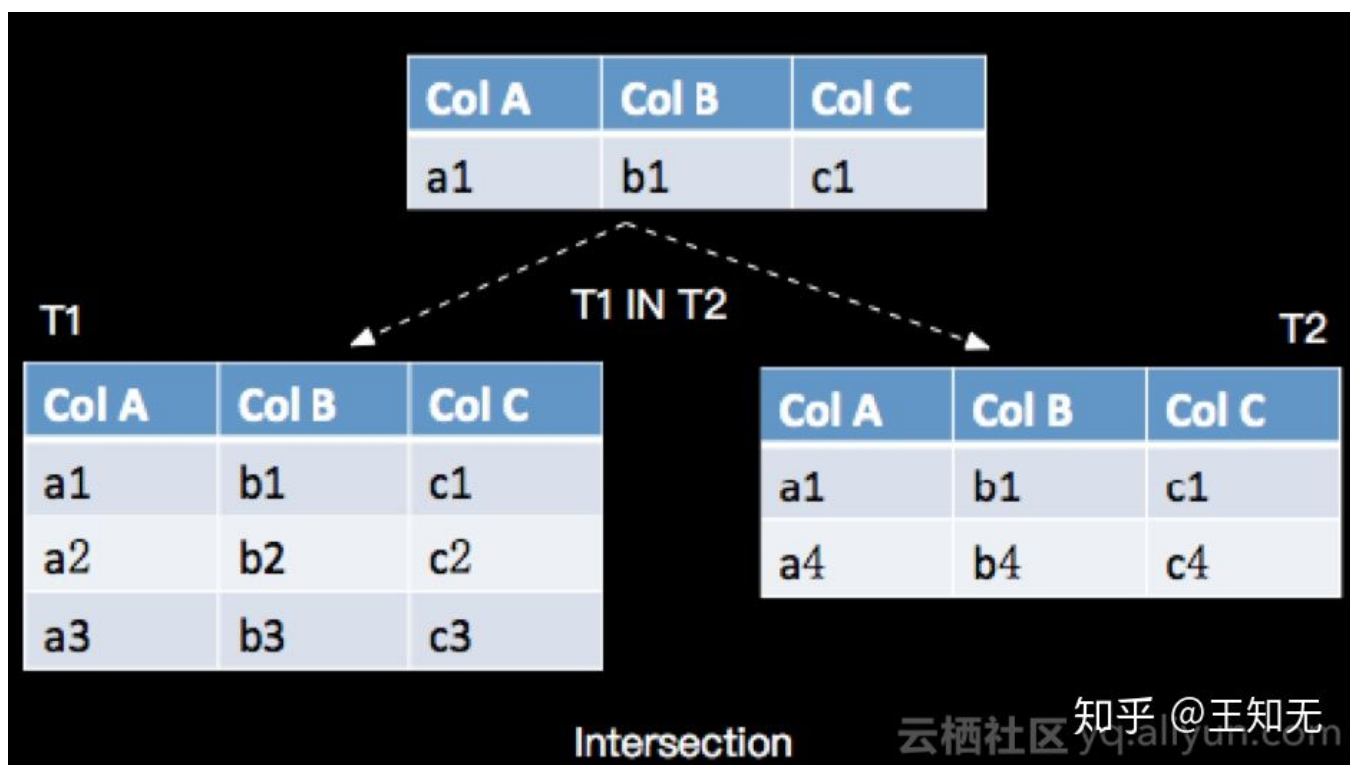 Col A Col B Col C
a1 b1 c1
T1 IN T2
T1
T2
Col A Col B Col C
a1 b1 c1
a2 b2 c2
a3 b3 c3
Col A Col B Col C
a1 b1 c1
a4 b4 c4
Intersection
云栖社区 yq.aliyun.com
知乎 @王知无